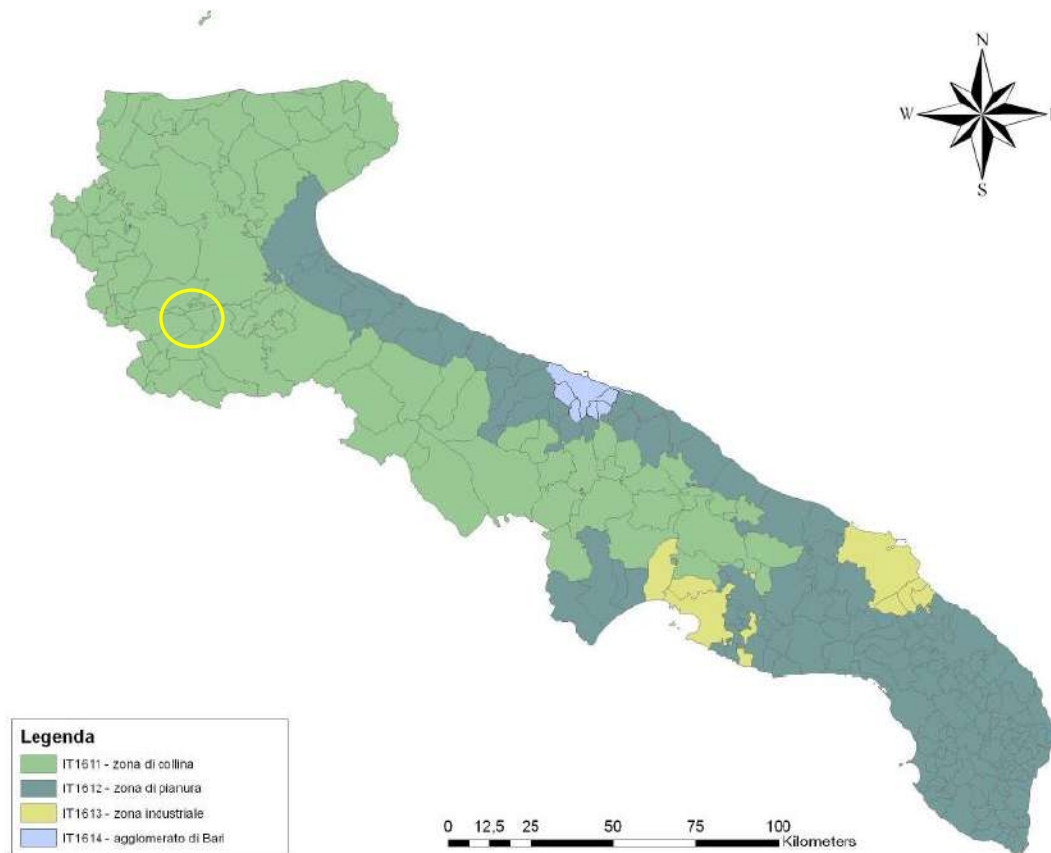 N
W
S
Legenda
IT1611 - zona di collina
IT1612 - zona di pianura
IT1613 - zona industriale
IT1614 - agglomerato di Bari
0 12,5 25 50 75 100
Kilometers